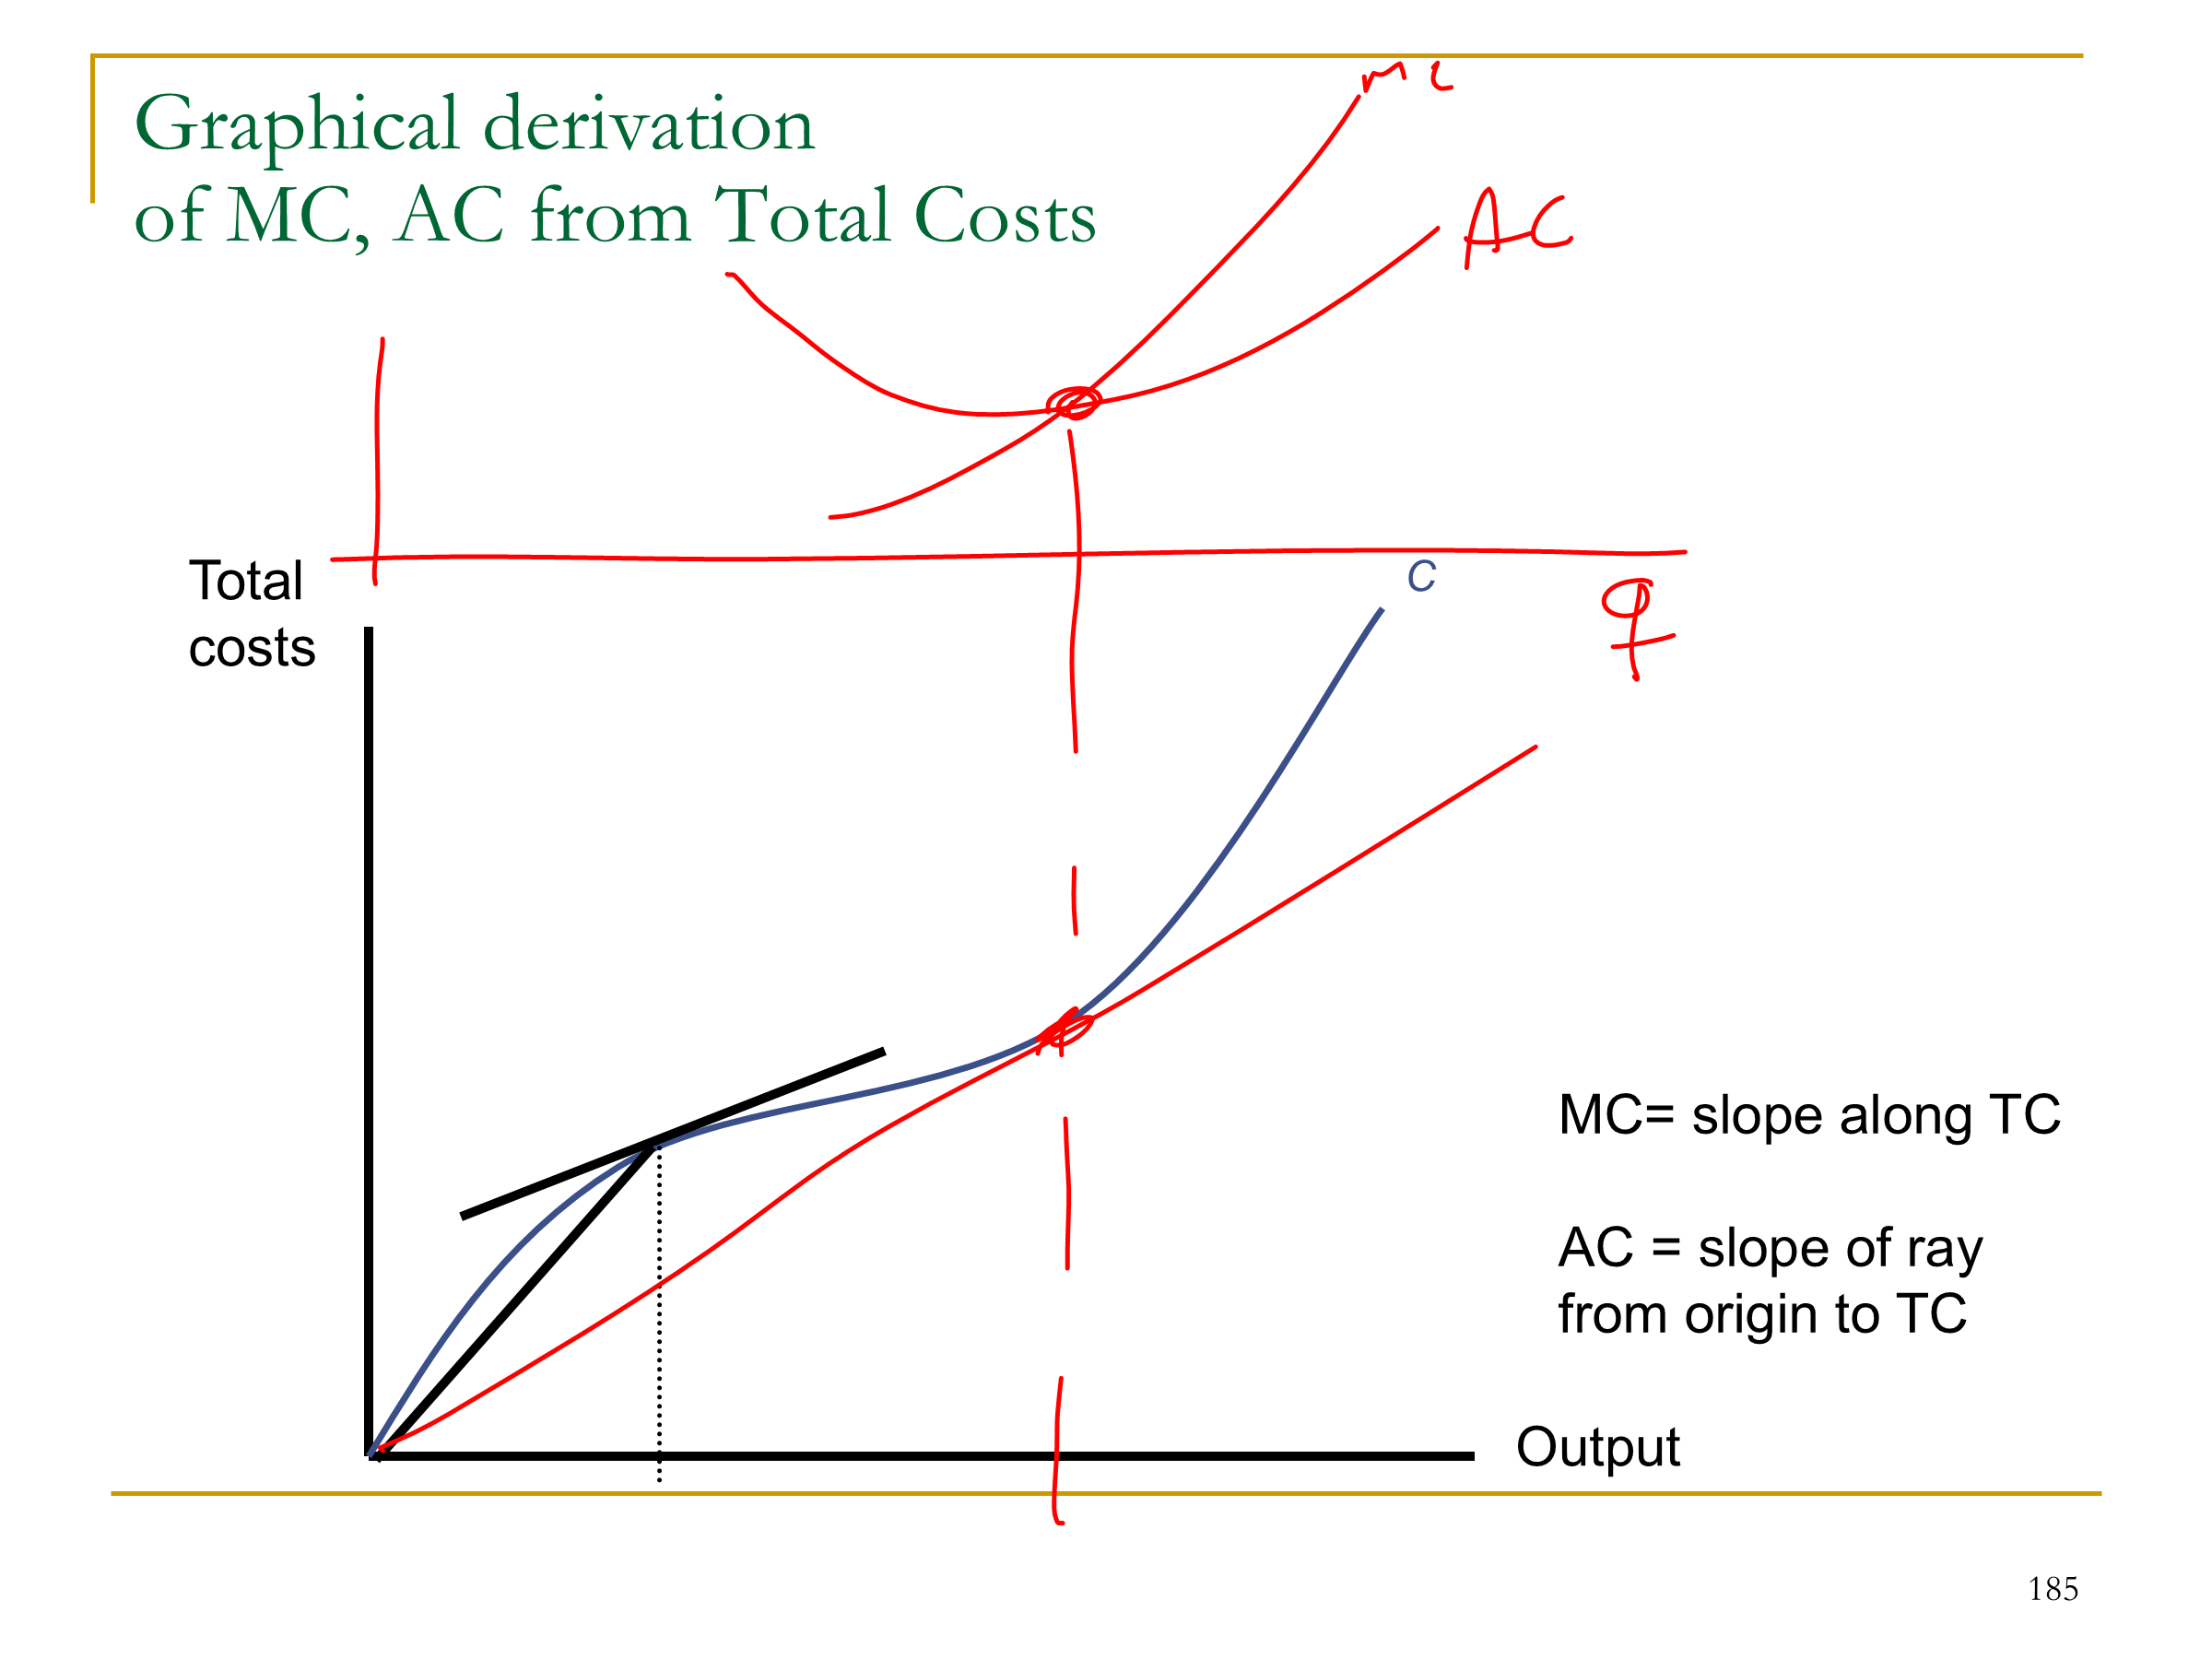 Graphical derivation
of MC, AC from Total Costs
MC
AC
Total
costs
C
q
MC= slope along TC
AC = slope of ray
from origin to TC
Output
185